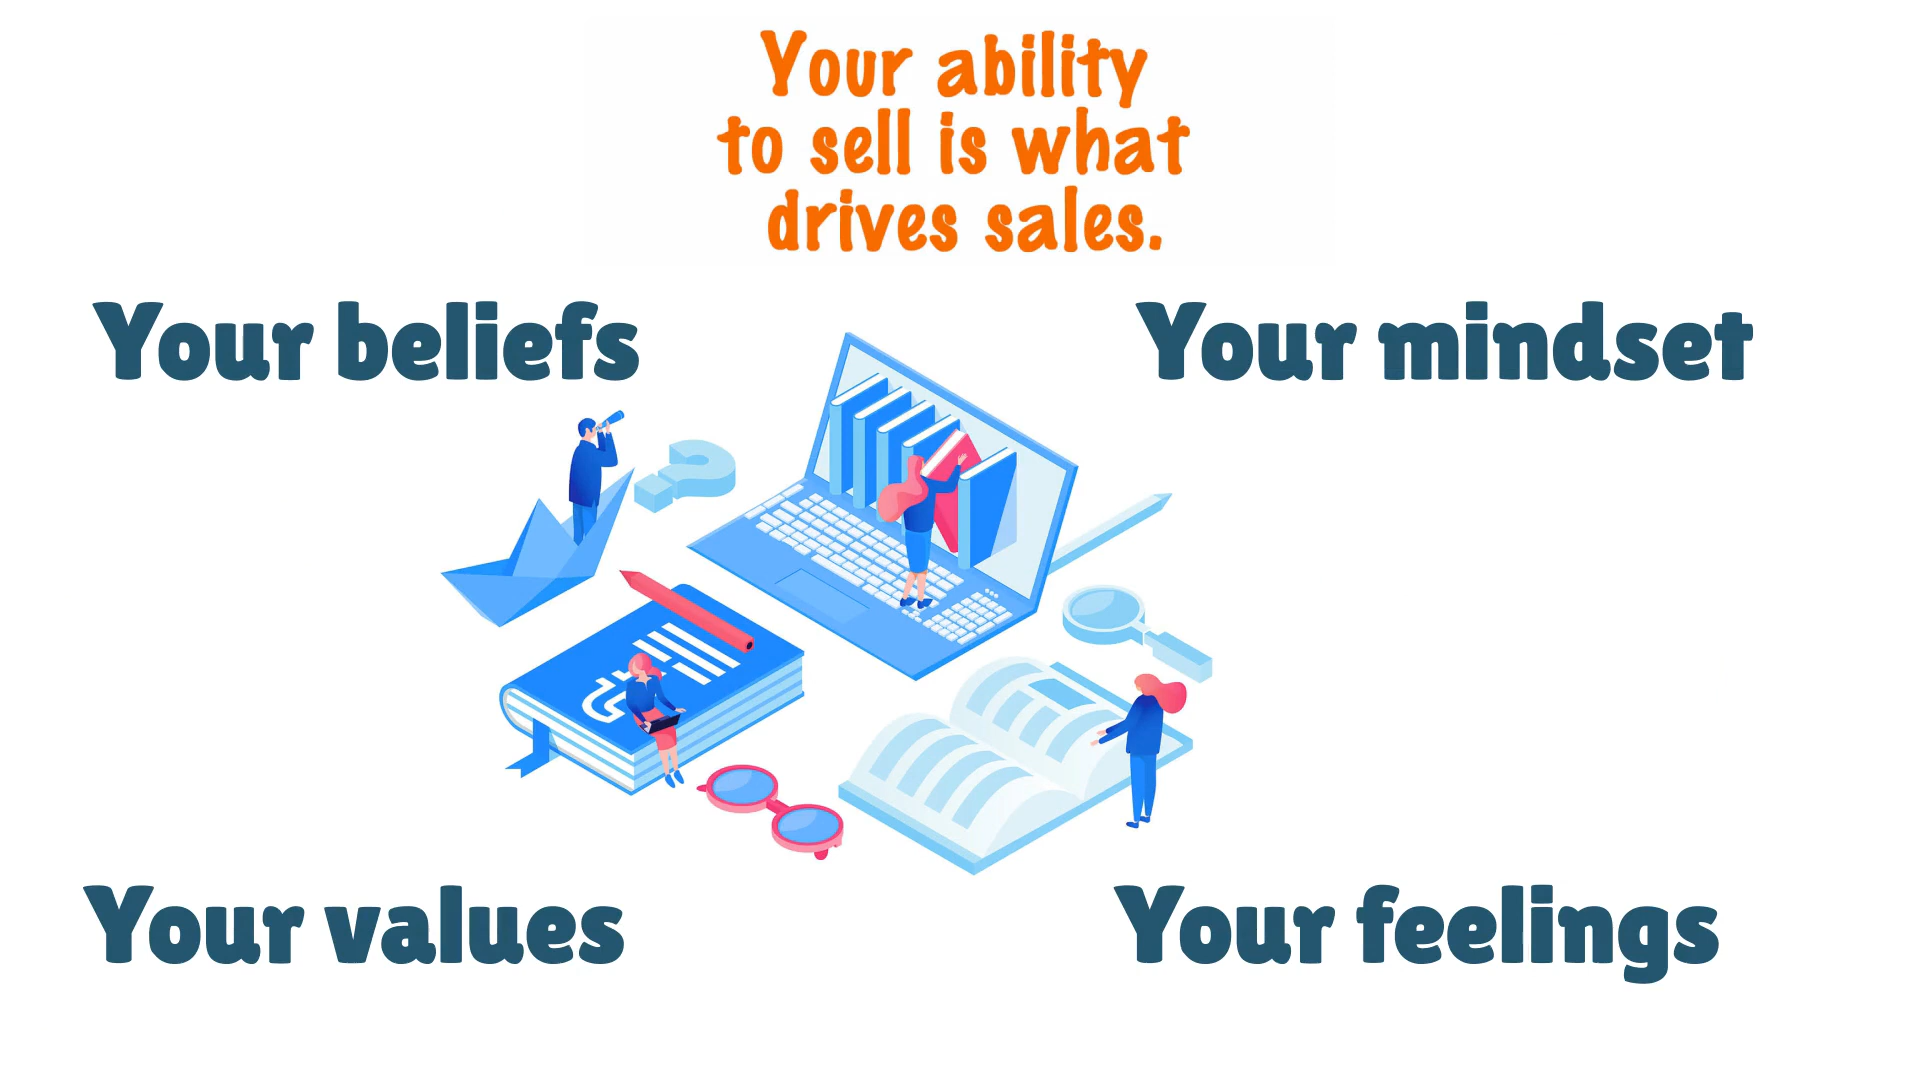 Your ability
to sell is what
drives sales.
Your beliefs
Your mindset
Your values
Your feelings